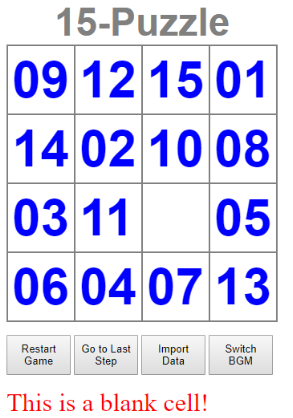 15-Puzzle
09 12 15 01
14 02 10 08
03 11 05
06 04 07 13
Restart Game Go to Last Step Import Data Switch BGM
This is a blank cell!